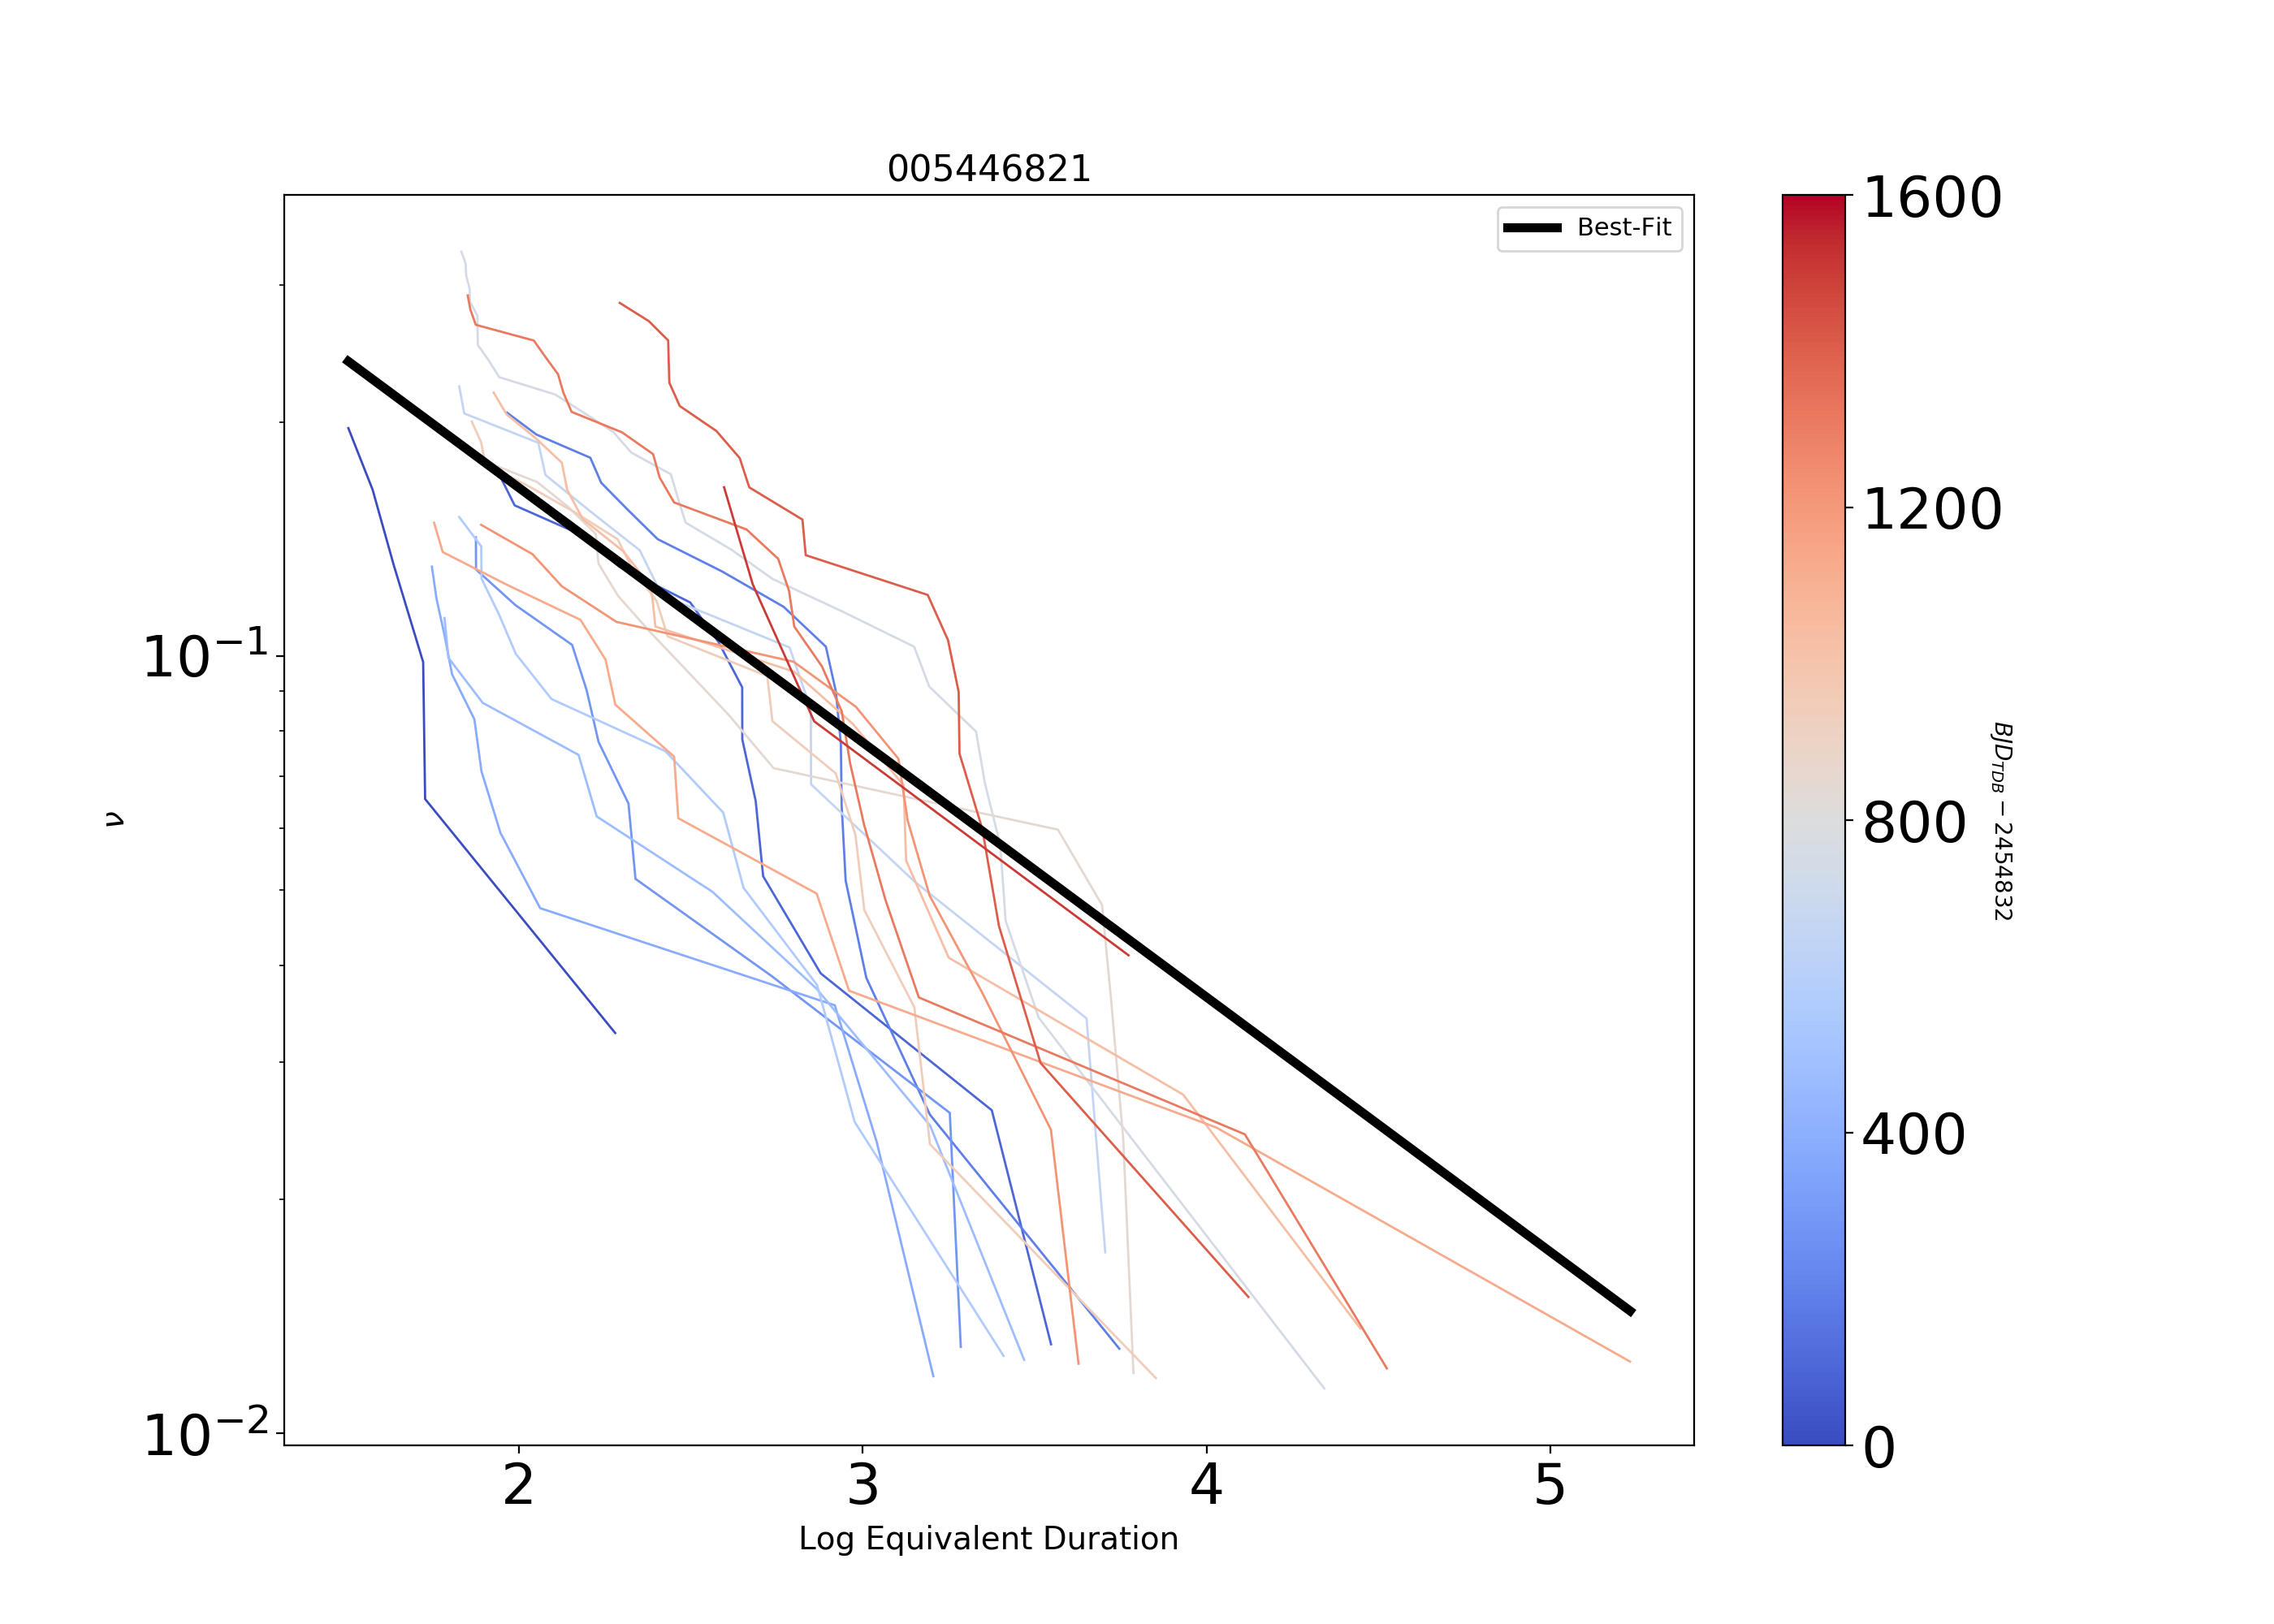 005446821
Best-Fit
10⁻¹
10⁻²
ν
2 3 4 5
Log Equivalent Duration
1600
1200
800
400
0
BJD_TDB − 2454832